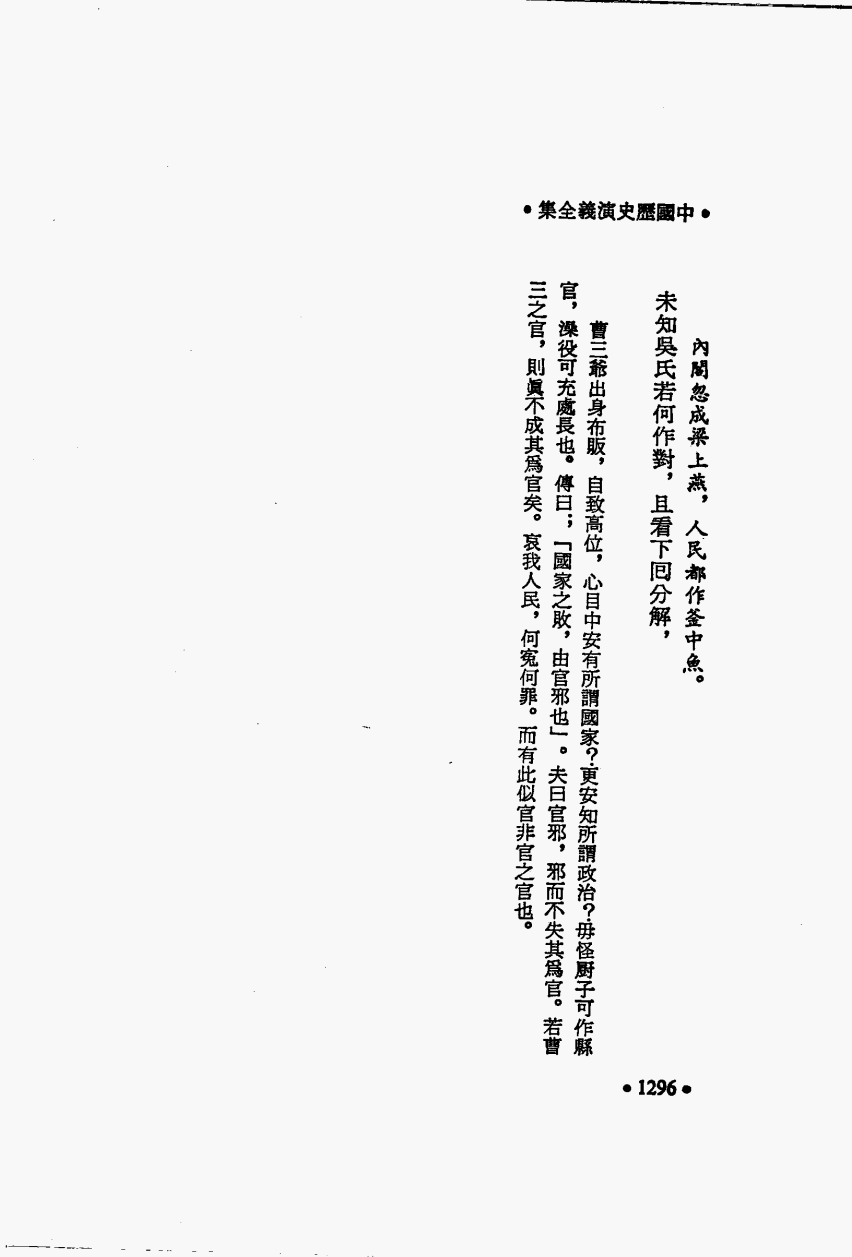 •中國歷史演義全集•
內閣忽成梁上燕，人民都作釜中魚。
未知吳氏若何作對，且看下回分解，
曹三爺出身布販，自致高位，心目中安有所謂國家？更安知所謂政治？毋怪厨子可作縣
官，澡役可充處長也。傳曰；「國家之敗，由官邪也」。夫曰官邪，邪而不失其爲官。若曹
三之官，則眞不成其爲官矣。哀我人民，何冤何罪。而有此似官非官之官也。
•1296•